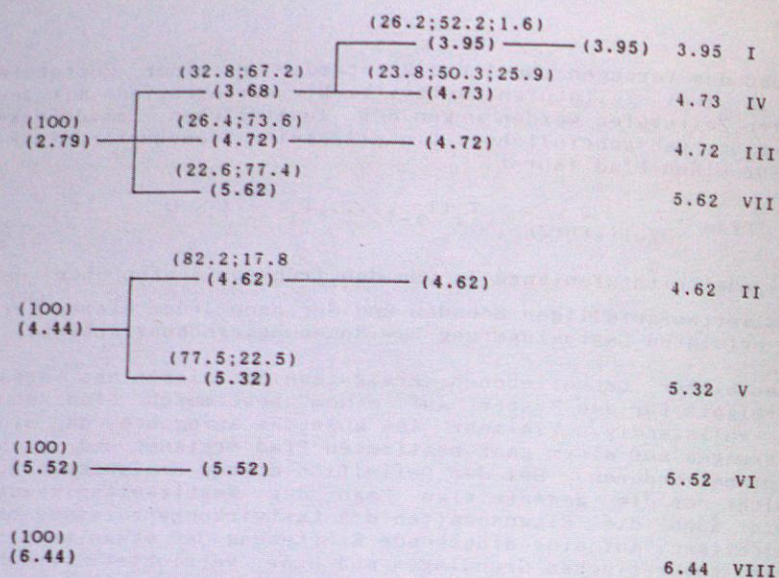 (26.2;52.2;1.6)
(3.95) (3.95) 3.95 I
(32.8;67.2) (23.8;50.3;25.9)
(3.68) (4.73) 4.73 IV
(100) (26.4;73.6)
(2.79) (4.72) (4.72) 4.72 III
(22.6;77.4)
(5.62) 5.62 VII
(82.2;17.8
(4.62) (4.62) 4.62 II
(100)
(4.44)
(77.5;22.5)
(5.32) 5.32 V
(100)
(5.52) (5.52) 5.52 VI
(100)
(6.44) 6.44 VIII